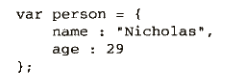 var person = {
    name : "Nicholas",
    age : 29
};